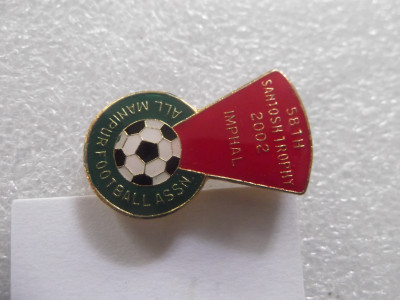 ALL MANIPUR FOOTBALL ASSN.
58TH
SANTOSH TROPHY
2002
IMPHAL